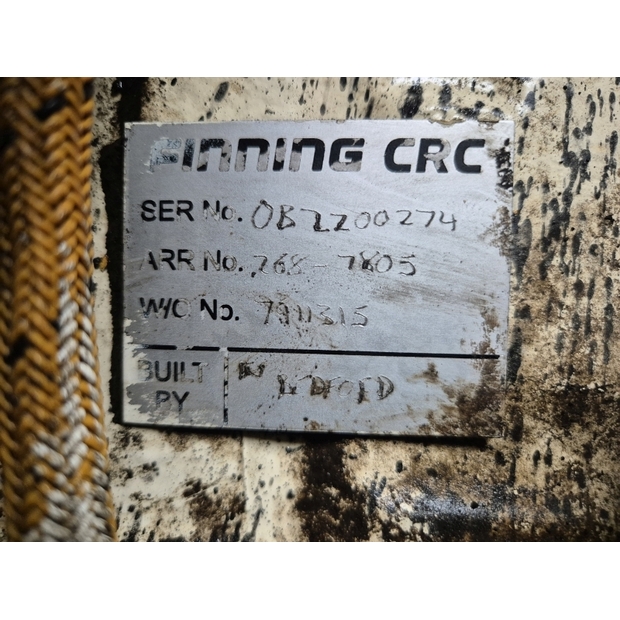 FINNING CRC
SER No. 0B2200274
ARR No. 268-7805
W/O No.
BUILT
BY